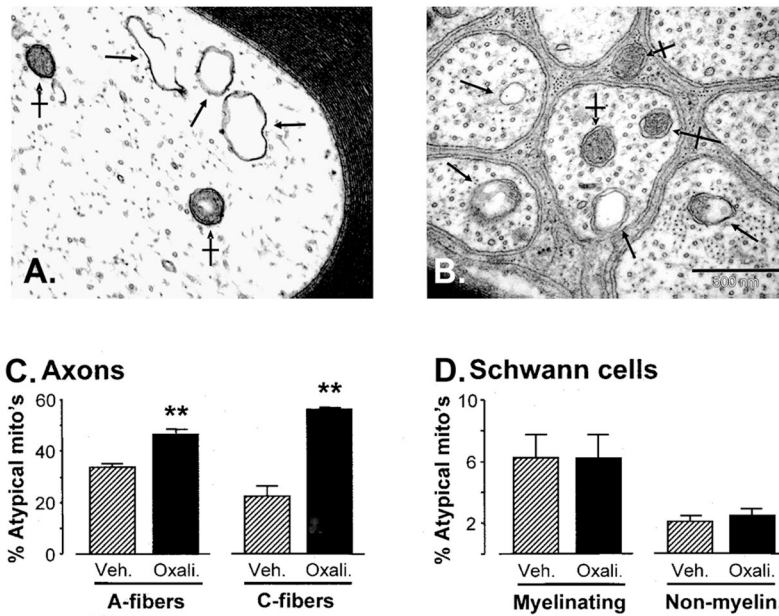 A.
B.
500 nm
C. Axons
% Atypical mito's
60
40
20
0
**
**
Veh. Oxali. Veh. Oxali.
A-fibers C-fibers
D. Schwann cells
% Atypical mito's
10
6
2
Veh. Oxali. Veh. Oxali.
Myelinating Non-myelin